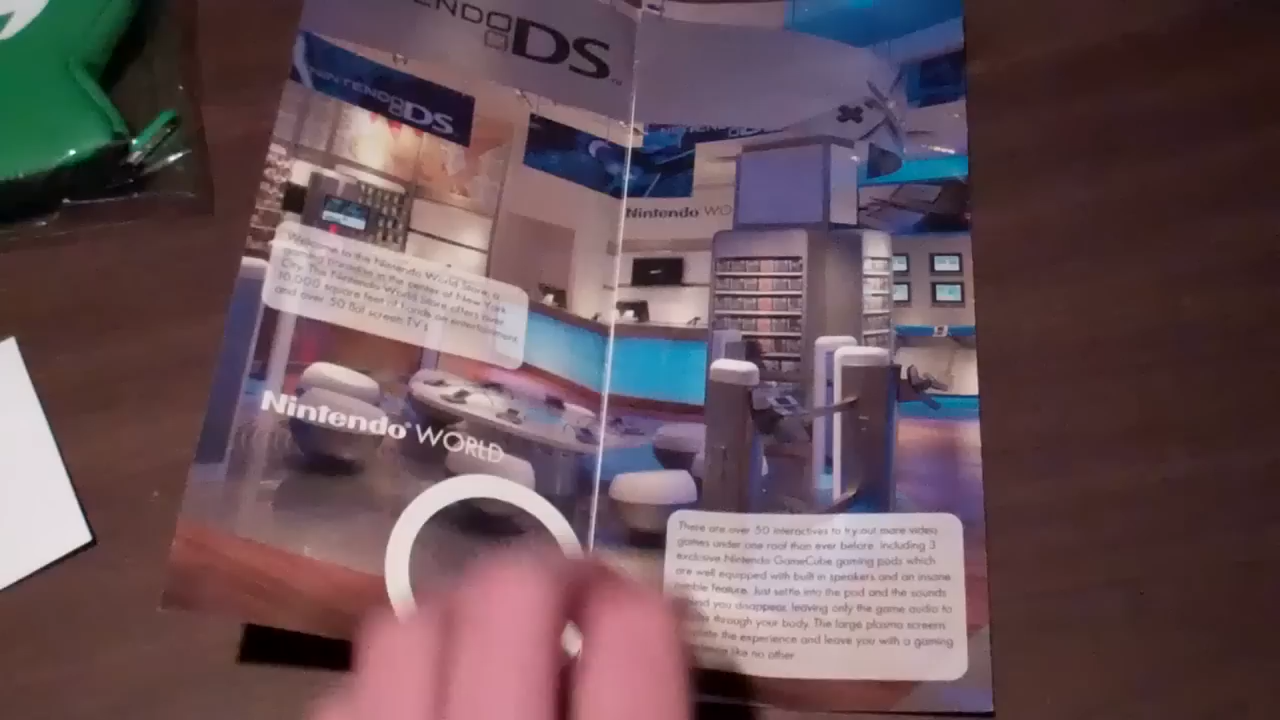 NINTENDO DS™
NINTENDO DS
NINTENDO DS
Nintendo WO
Welcome to the Nintendo World Store, a
gaming paradise in the center of New York
City. The Nintendo World Store offers over
10,000 square feet of hands on entertainment
and over 50 flat screen TV's.
Nintendo® WORLD
There are over 50 interactives to try out more video
games under one roof than ever before. Including 3
exclusive Nintendo GameCube gaming pods which
are well equipped with built in speakers and an insane
rumble feature. Just settle into the pod and the sounds
around you disappear, leaving only the game audio to
through your body. The large plasma screens
the experience and leave you with a gaming
like no other